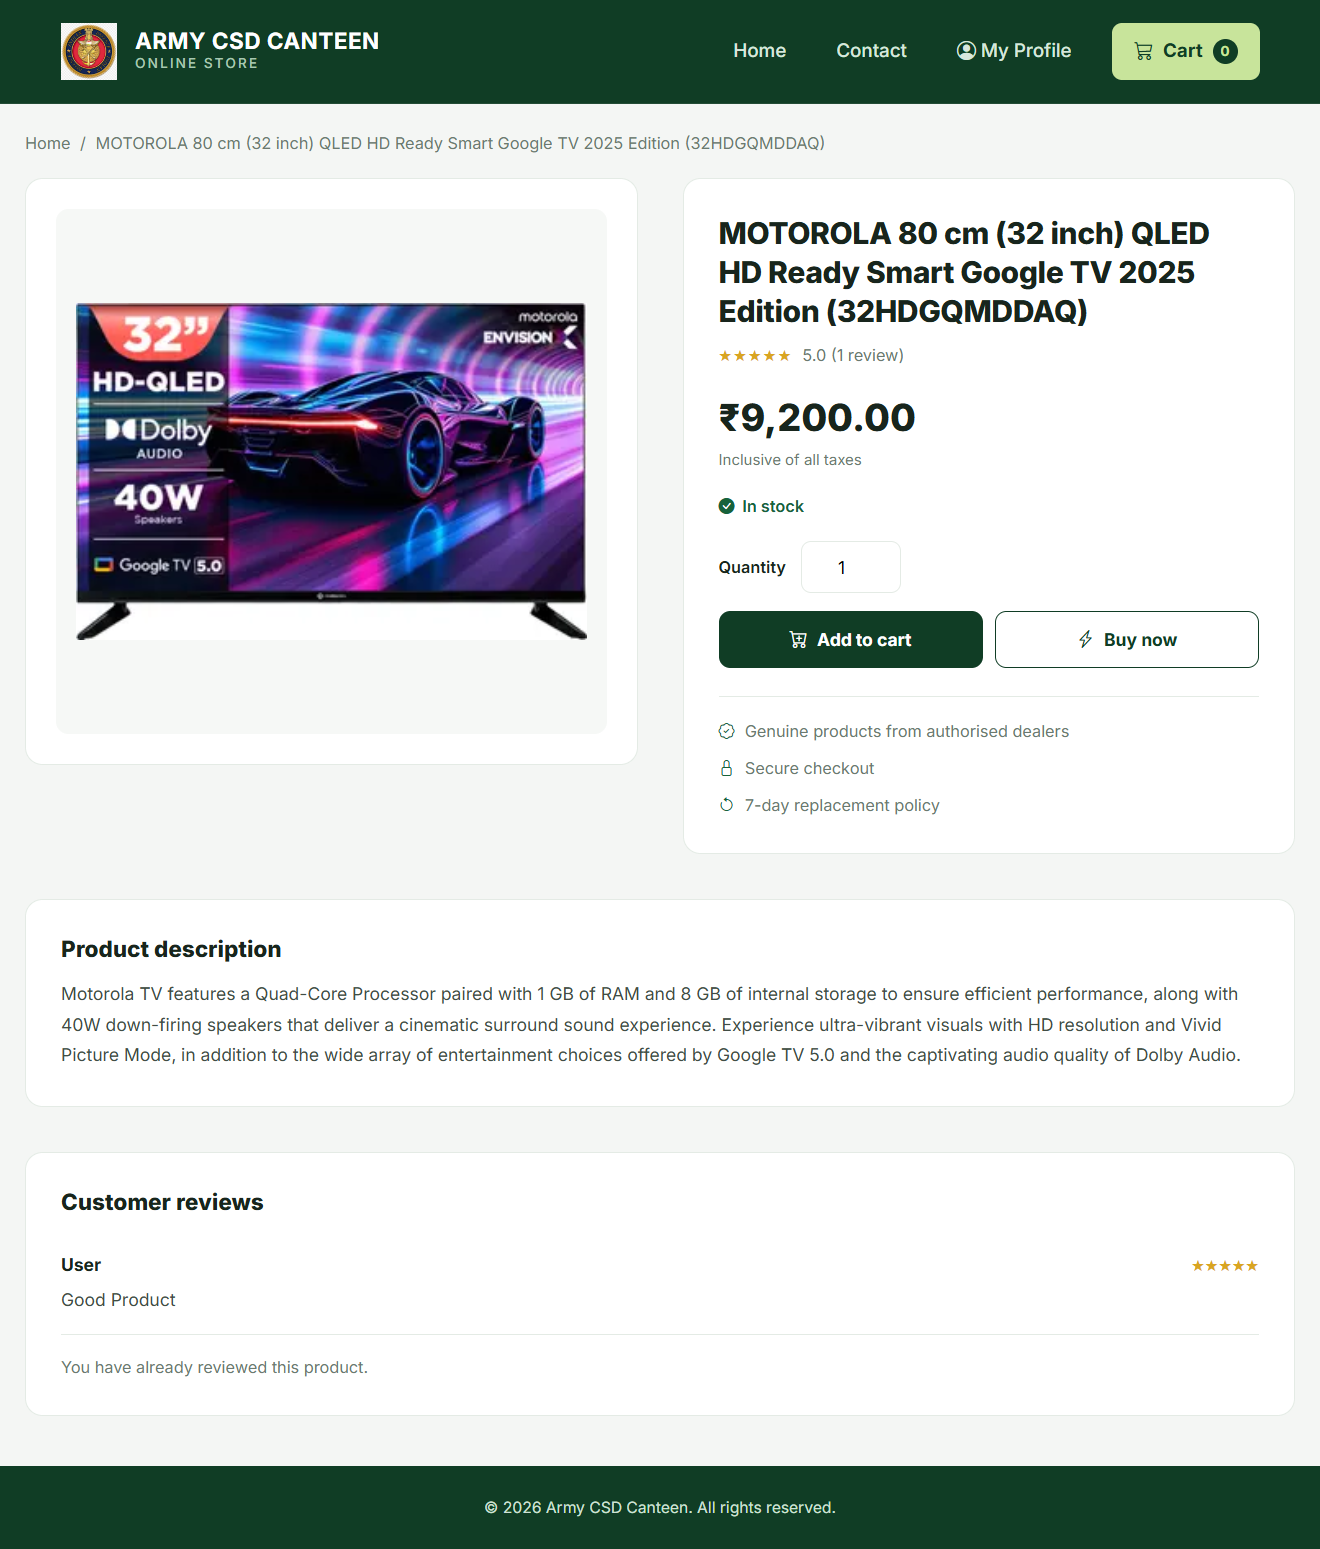 ARMY CSD CANTEEN
ONLINE STORE
Home
Contact
My Profile
Cart 0
Home / MOTOROLA 80 cm (32 inch) QLED HD Ready Smart Google TV 2025 Edition (32HDGQMDDAQ)
32”
HD-QLED
Dolby
AUDIO
40W
Speakers
Google TV 5.0
motorola
ENVISION X
MOTOROLA 80 cm (32 inch) QLED
HD Ready Smart Google TV 2025
Edition (32HDGQMDDAQ)
★★★★★ 5.0 (1 review)
₹9,200.00
Inclusive of all taxes
In stock
Quantity 1
Add to cart
Buy now
Genuine products from authorised dealers
Secure checkout
7-day replacement policy
Product description
Motorola TV features a Quad-Core Processor paired with 1 GB of RAM and 8 GB of internal storage to ensure efficient performance, along with
40W down-firing speakers that deliver a cinematic surround sound experience. Experience ultra-vibrant visuals with HD resolution and Vivid
Picture Mode, in addition to the wide array of entertainment choices offered by Google TV 5.0 and the captivating audio quality of Dolby Audio.
Customer reviews
User ★★★★★
Good Product
You have already reviewed this product.
© 2026 Army CSD Canteen. All rights reserved.